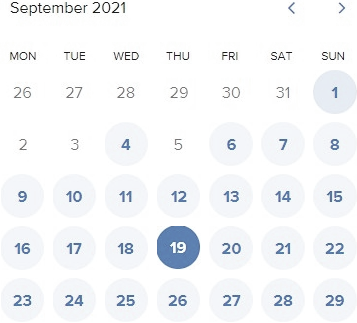 September 2021
MON TUE WED THU FRI SAT SUN
26 27 28 29 30 31 1
2 3 4 5 6 7 8
9 10 11 12 13 14 15
16 17 18 19 20 21 22
23 24 25 26 27 28 29